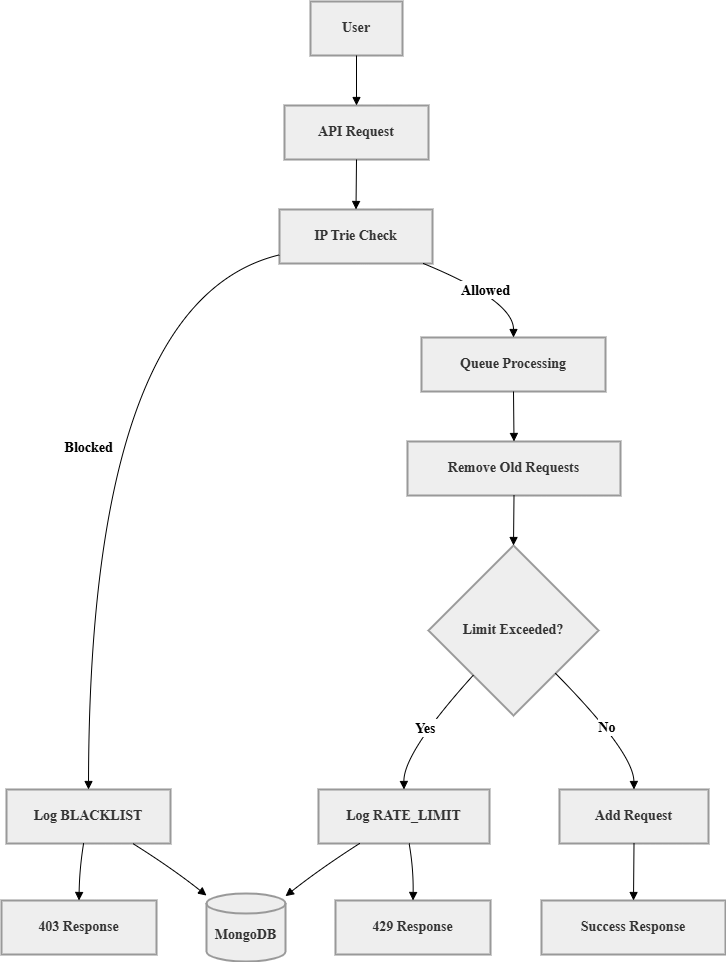 User
API Request
IP Trie Check
Allowed
Queue Processing
Blocked
Remove Old Requests
Limit Exceeded?
Yes
No
Log BLACKLIST
Log RATE_LIMIT
Add Request
403 Response
MongoDB
429 Response
Success Response